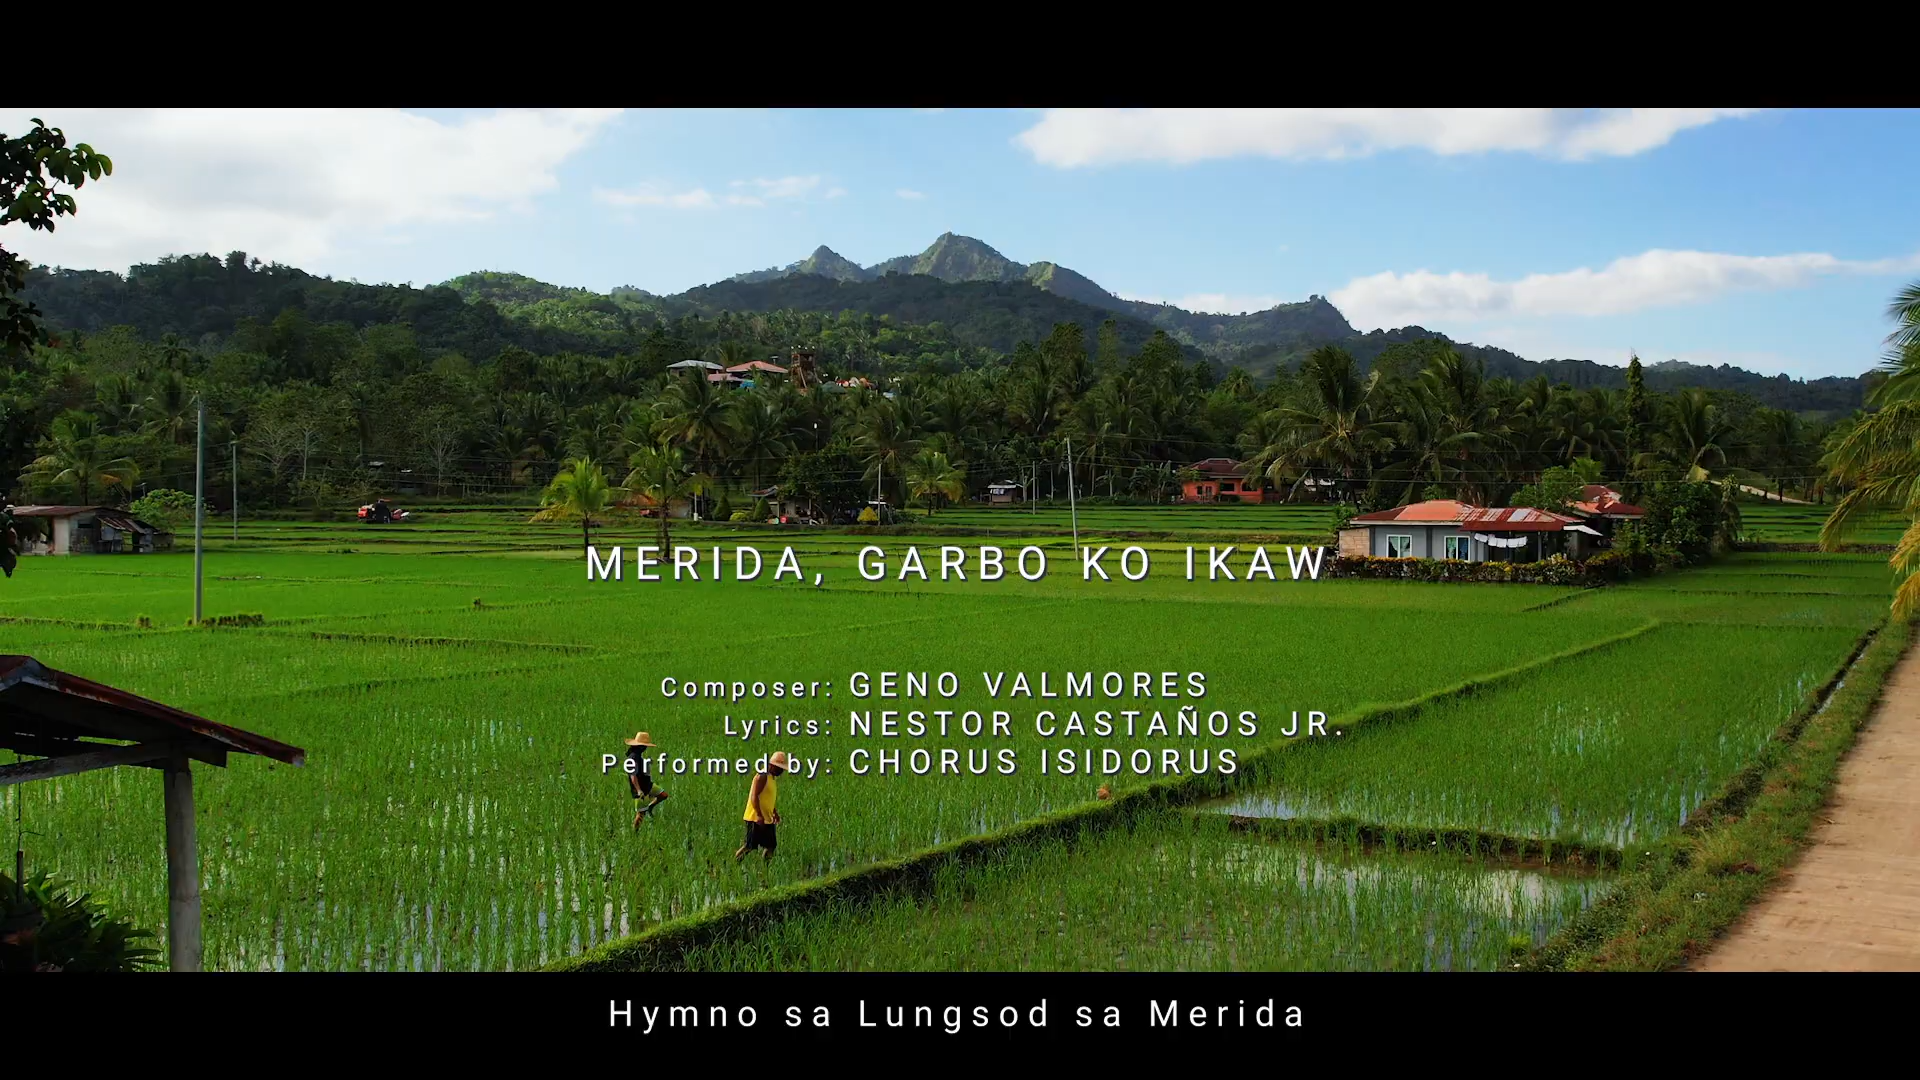 MERIDA, GARBO KO IKAW
Composer: GENO VALMORES
Lyrics: NESTOR CASTAÑOS JR.
Performed by: CHORUS ISIDORUS
Hymno sa Lungsod sa Merida